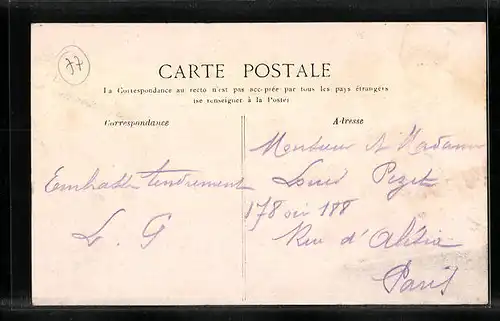 77
CARTE POSTALE
La Correspondance au recto n'est pas acceptée par tous les pays étrangers
(se renseigner à la Poste)
Correspondance
Adresse
Embrasse tendrement
L. G
Monsieur et Madame
Louis Pezet
178 ou 188
Rue d'Alésia
Paris